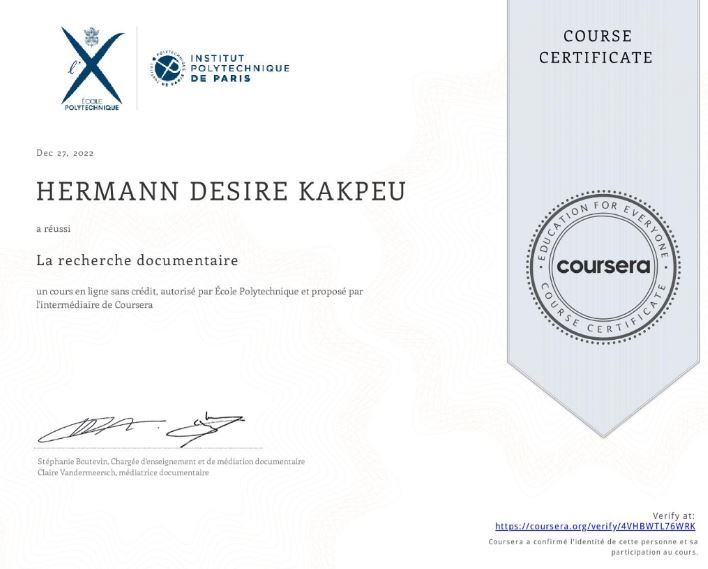 ÉCOLE
POLYTECHNIQUE
INSTITUT
POLYTECHNIQUE
DE PARIS
COURSE
CERTIFICATE
Dec 27, 2022
HERMANN DESIRE KAKPEU
a réussi
La recherche documentaire
un cours en ligne sans crédit, autorisé par École Polytechnique et proposé par
l'intermédiaire de Coursera
EDUCATION FOR EVERYONE
coursera
COURSE CERTIFICATE
Stéphanie Boutevin, Chargée d'enseignement et de médiation documentaire
Claire Vandermeersch, médiatrice documentaire
Verify at:
https://coursera.org/verify/4VHBWTL76WRK
Coursera a confirmé l'identité de cette personne et sa
participation au cours.